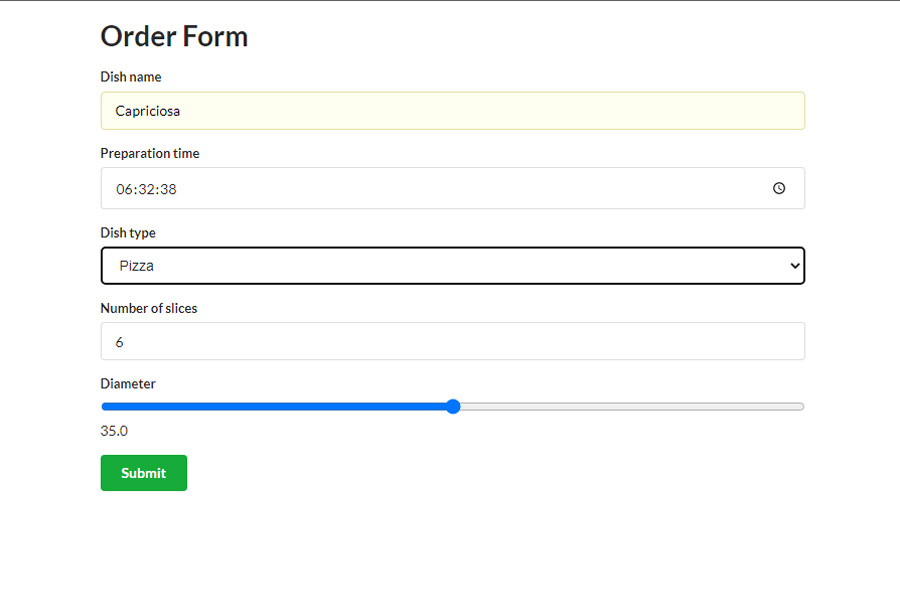 Order Form
Dish name
Capriciosa
Preparation time
06:32:38
Dish type
Pizza
Number of slices
6
Diameter
35.0
Submit